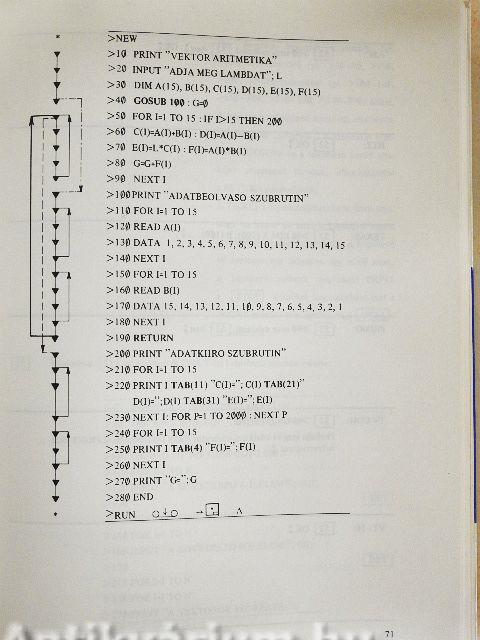 >NEW
>10 PRINT "VEKTOR ARITMETIKA"
>20 INPUT "ADJA MEG LAMBDAT"; L
>30 DIM A(15), B(15), C(15), D(15), E(15), F(15)
>40 GOSUB 100 : G=0
>50 FOR I=1 TO 15 : IF I>15 THEN 200
>60 C(I)=A(I)+B(I) : D(I)=A(I)-B(I)
>70 E(I)=L*C(I) : F(I)=A(I)*B(I)
>80 G=G+F(I)
>90 NEXT I
>100 PRINT "ADATBEOLVASO SZUBRUTIN"
>110 FOR I=1 TO 15
>120 READ A(I)
>130 DATA 1, 2, 3, 4, 5, 6, 7, 8, 9, 10, 11, 12, 13, 14, 15
>140 NEXT I
>150 FOR I=1 TO 15
>160 READ B(I)
>170 DATA 15, 14, 13, 12, 11, 10, 9, 8, 7, 6, 5, 4, 3, 2, 1
>180 NEXT I
>190 RETURN
>200 PRINT "ADATKIIRO SZUBRUTIN"
>210 FOR I=1 TO 15
>220 PRINT I TAB(11) "C(I)="; C(I) TAB(21)"
D(I)=";D(I) TAB(31) "E(I)="; E(I)
>230 NEXT I: FOR P=1 TO 2000 : NEXT P
>240 FOR I=1 TO 15
>250 PRINT I TAB(4) "F(I)="; F(I)
>260 NEXT I
>270 PRINT "G=";G
>280 END
>RUN
71
Antikvárium.hu